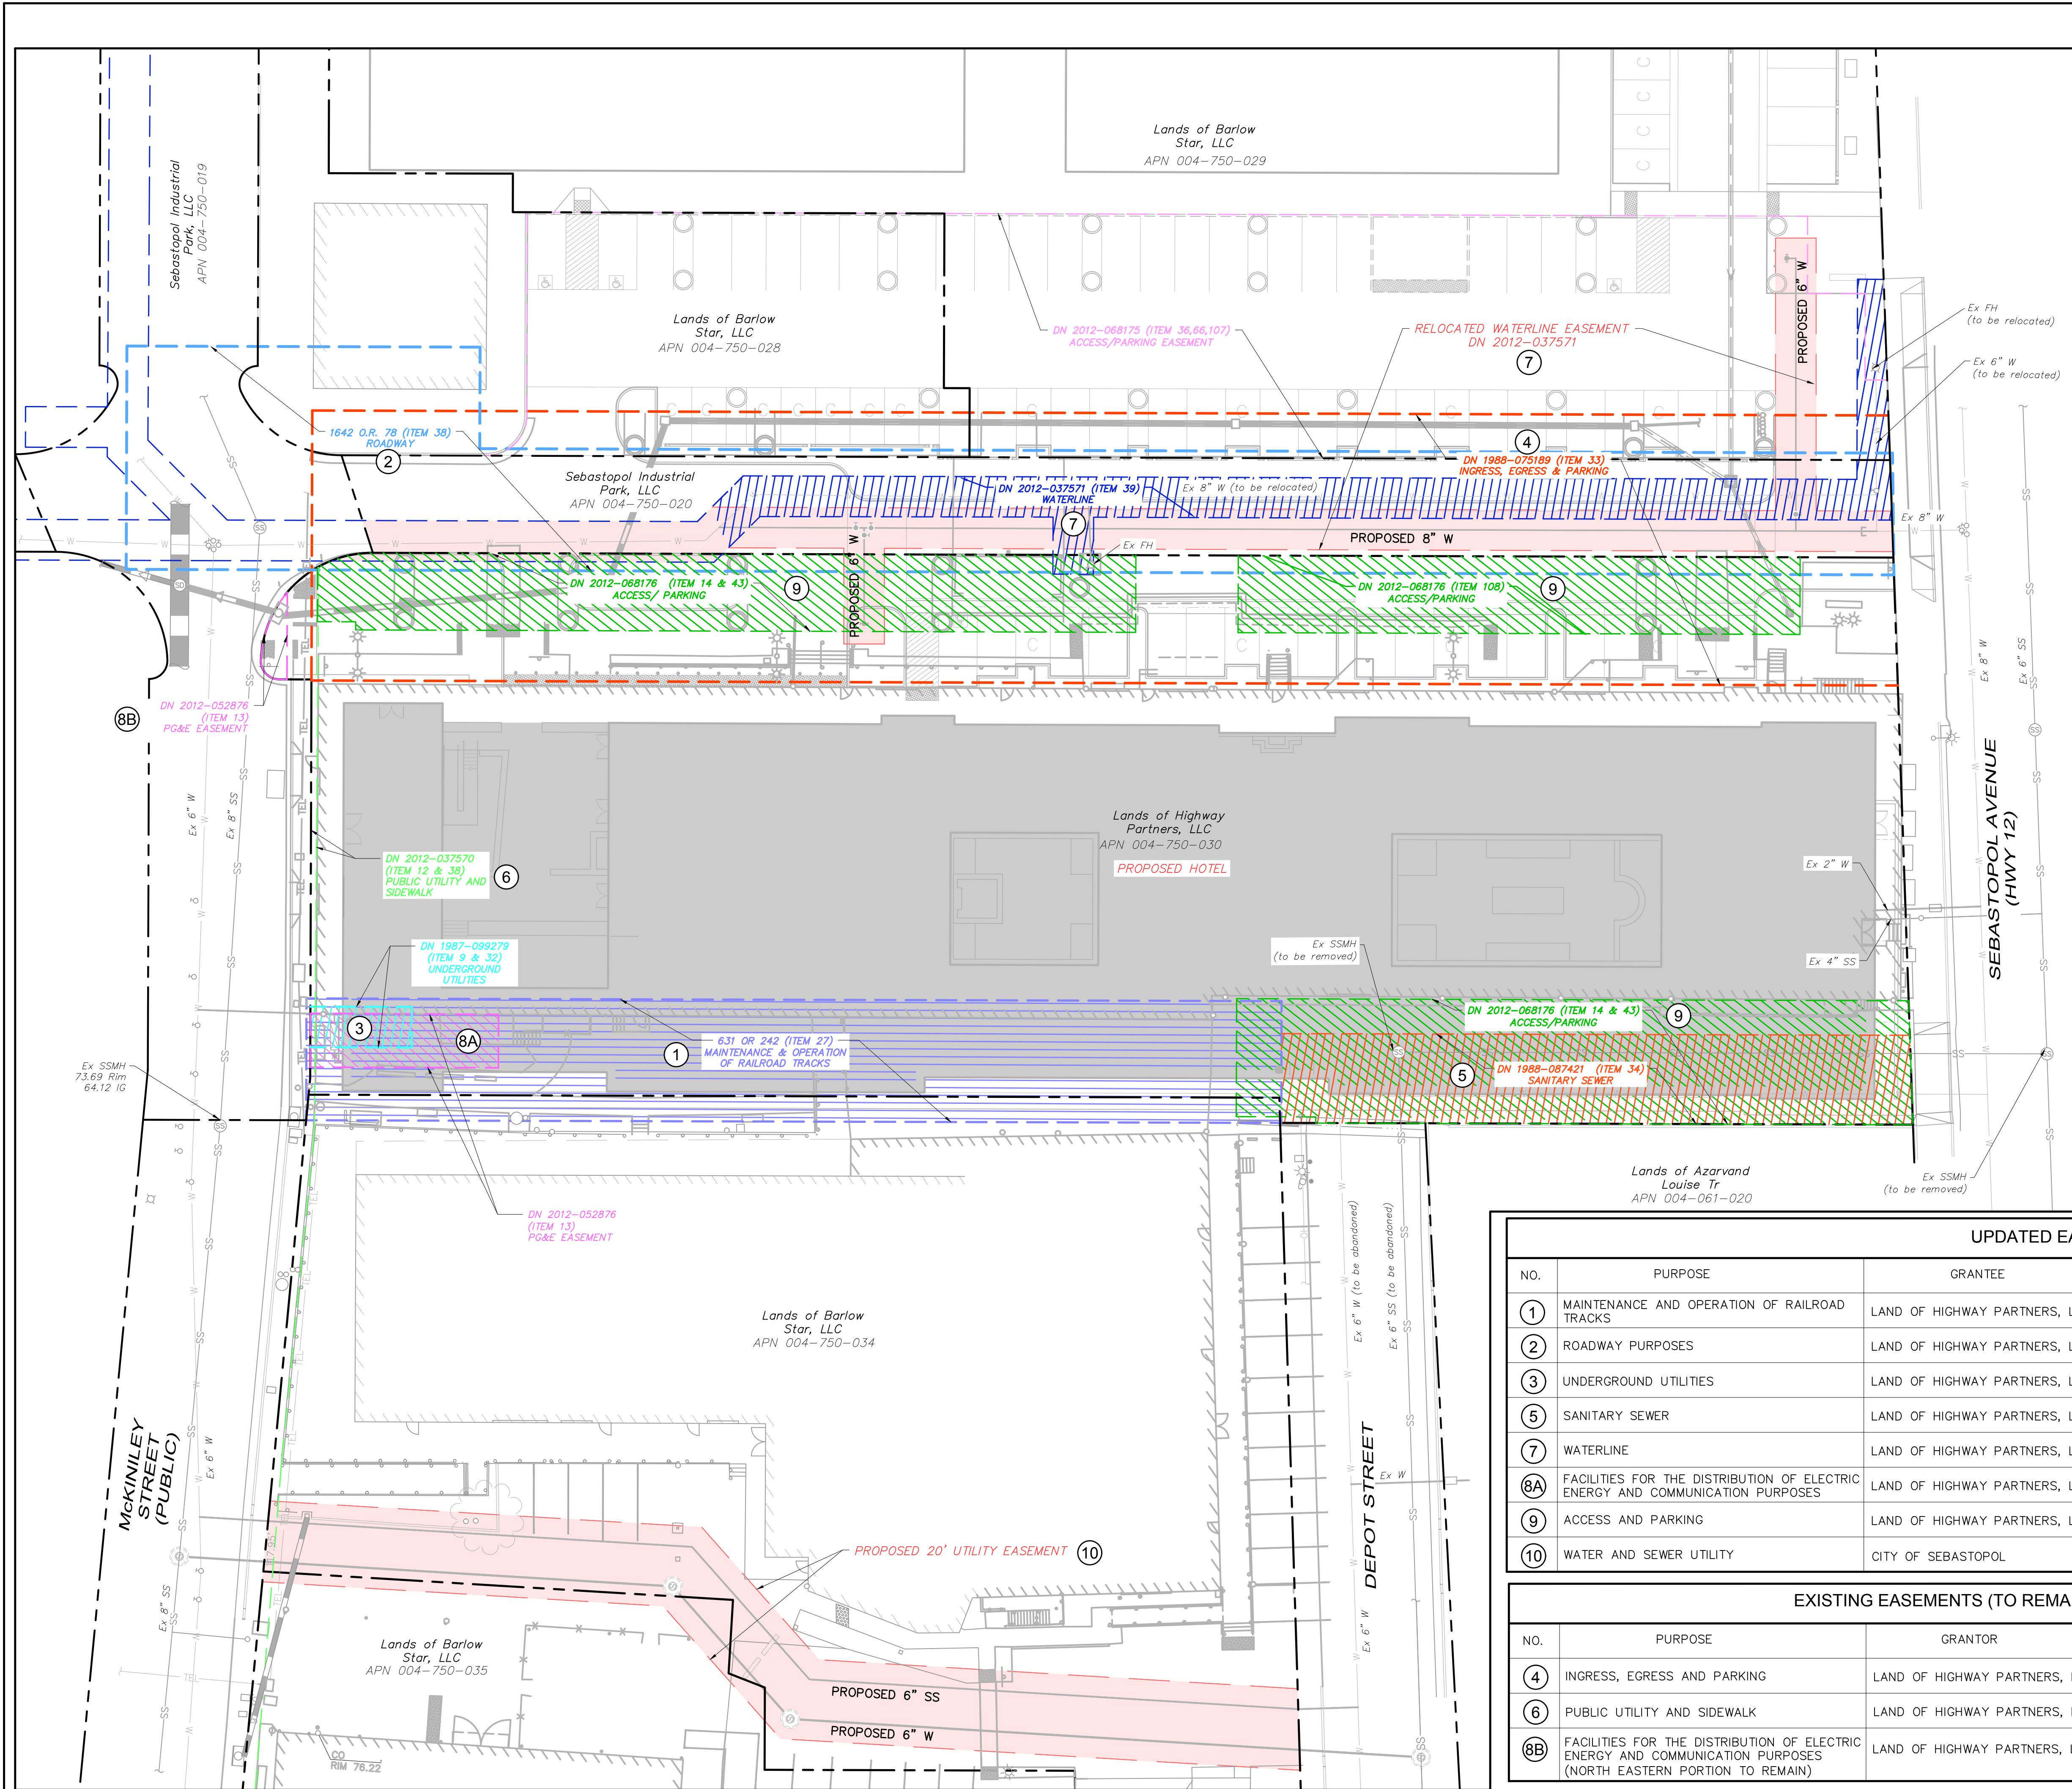 Sebastopol Industrial
Park, LLC
APN 004-750-019
Lands of Barlow
Star, LLC
APN 004-750-029
Lands of Barlow
Star, LLC
APN 004-750-028
DN 2012-068175 (ITEM 36,66,107)
ACCESS/PARKING EASEMENT
RELOCATED WATERLINE EASEMENT
DN 2012-037571
7
PROPOSED 6" W
Ex FH
(to be relocated)
Ex 6" W
(to be relocated)
1642 O.R. 78 (ITEM 38)
ROADWAY
2
4
DN 1988-075189 (ITEM 33)
INGRESS, EGRESS & PARKING
Sebastopol Industrial
Park, LLC
APN 004-750-020
DN 2012-037571 (ITEM 39)
WATERLINE
Ex 8" W (to be relocated)
7
Ex 8" W
PROPOSED 8" W
Ex FH
PROPOSED 6" W
DN 2012-068176 (ITEM 14 & 43)
ACCESS/ PARKING
9
DN 2012-068176 (ITEM 108)
ACCESS/PARKING
9
Ex 8" W
Ex 6" SS
DN 2012-052876
(ITEM 13)
PG&E EASEMENT
8B
Ex 6" W
Ex 8" SS
DN 2012-037570
(ITEM 12 & 38)
PUBLIC UTILITY AND
SIDEWALK
6
Lands of Highway
Partners, LLC
APN 004-750-030
PROPOSED HOTEL
SEBASTOPOL AVENUE
(HWY 12)
Ex 2" W
Ex 4" SS
DN 1987-099279
(ITEM 9 & 32)
UNDERGROUND
UTILITIES
Ex SSMH
(to be removed)
3
8A
1
631 OR 242 (ITEM 27)
MAINTENANCE & OPERATION
OF RAILROAD TRACKS
DN 2012-068176 (ITEM 14 & 43)
ACCESS/PARKING
9
5
DN 1988-087421 (ITEM 34)
SANITARY SEWER
Ex SSMH
73.69 Rim
64.12 IG
Ex SSMH
(to be removed)
Lands of Azarvand
Louise Tr
APN 004-061-020
DN 2012-052876
(ITEM 13)
PG&E EASEMENT
Ex 6" W (to be abandoned)
Ex 6" SS (to be abandoned)
Lands of Barlow
Star, LLC
APN 004-750-034
McKINILEY
STREET
(PUBLIC)
Ex 6" W
DEPOT STREET
Ex W
PROPOSED 20' UTILITY EASEMENT
10
Ex 8" SS
Ex 6" W
Lands of Barlow
Star, LLC
APN 004-750-035
PROPOSED 6" SS
PROPOSED 6" W
CO
RIM 76.22
UPDATED EA
NO. PURPOSE GRANTEE
1 MAINTENANCE AND OPERATION OF RAILROAD TRACKS LAND OF HIGHWAY PARTNERS, L
2 ROADWAY PURPOSES LAND OF HIGHWAY PARTNERS, L
3 UNDERGROUND UTILITIES LAND OF HIGHWAY PARTNERS, L
5 SANITARY SEWER LAND OF HIGHWAY PARTNERS, L
7 WATERLINE LAND OF HIGHWAY PARTNERS, L
8A FACILITIES FOR THE DISTRIBUTION OF ELECTRIC ENERGY AND COMMUNICATION PURPOSES LAND OF HIGHWAY PARTNERS, L
9 ACCESS AND PARKING LAND OF HIGHWAY PARTNERS, L
10 WATER AND SEWER UTILITY CITY OF SEBASTOPOL
EXISTING EASEMENTS (TO REMA
NO. PURPOSE GRANTOR
4 INGRESS, EGRESS AND PARKING LAND OF HIGHWAY PARTNERS,
6 PUBLIC UTILITY AND SIDEWALK LAND OF HIGHWAY PARTNERS,
8B FACILITIES FOR THE DISTRIBUTION OF ELECTRIC ENERGY AND COMMUNICATION PURPOSES (NORTH EASTERN PORTION TO REMAIN) LAND OF HIGHWAY PARTNERS, L